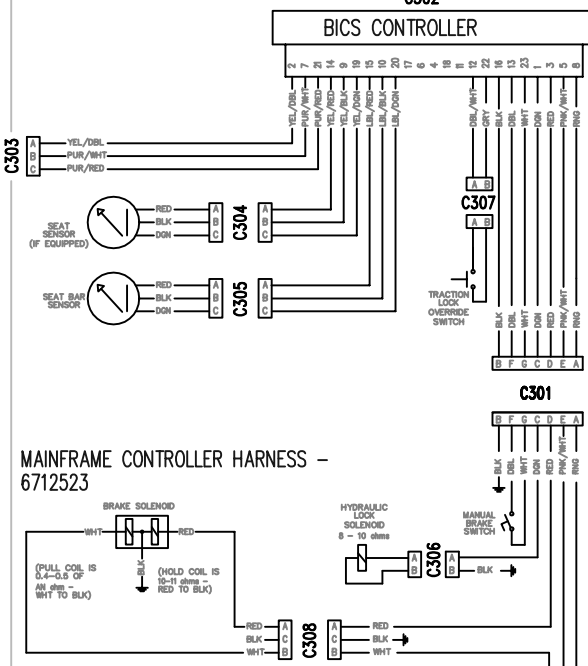 BICS CONTROLLER
2 7 21 14 9 19 15 10 20 17 6 4 18 11 12 22 16 13 23 1 3 5 8
YEL/DBL PUR/WHT PUR/RED YEL/RED YEL/BLK YEL/DGN LBL/RED LBL/BLK LBL/DGN DBL/WHT GRY BLK DBL WHT DGN RED PNK/WHT RNG
C303
A YEL/DBL
B PUR/WHT
C PUR/RED
A B
C307
A B
SEAT
SENSOR
(IF EQUIPPED)
RED A
BLK B
DGN C
C304
A
B
C
SEAT BAR
SENSOR
RED A
BLK B
DGN C
C305
A
B
C
TRACTION
LOCK
OVERRIDE
SWITCH
BLK DBL WHT DGN RED PNK/WHT RNG
B F G C D E A
C301
B F G C D E A
BLK DBL WHT DGN RED PNK/WHT RNG
MAINFRAME CONTROLLER HARNESS –
6712523
BRAKE SOLENOID
WHT RED
BLK
(PULL COIL IS
0.4–0.5 OF
AN ohm –
WHT TO BLK)
(HOLD COIL IS
10–11 ohms –
RED TO BLK)
HYDRAULIC
LOCK
SOLENOID
8 – 10 ohms
MANUAL
BRAKE
SWITCH
A
B
C306
A
B BLK
RED A
BLK C
WHT B
C308
A RED
C BLK
B WHT